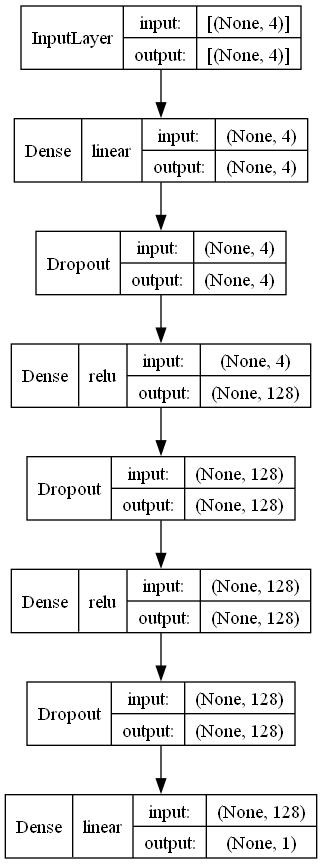 InputLayer input: [(None, 4)]
output: [(None, 4)]
Dense linear input: (None, 4)
output: (None, 4)
Dropout input: (None, 4)
output: (None, 4)
Dense relu input: (None, 4)
output: (None, 128)
Dropout input: (None, 128)
output: (None, 128)
Dense relu input: (None, 128)
output: (None, 128)
Dropout input: (None, 128)
output: (None, 128)
Dense linear input: (None, 128)
output: (None, 1)